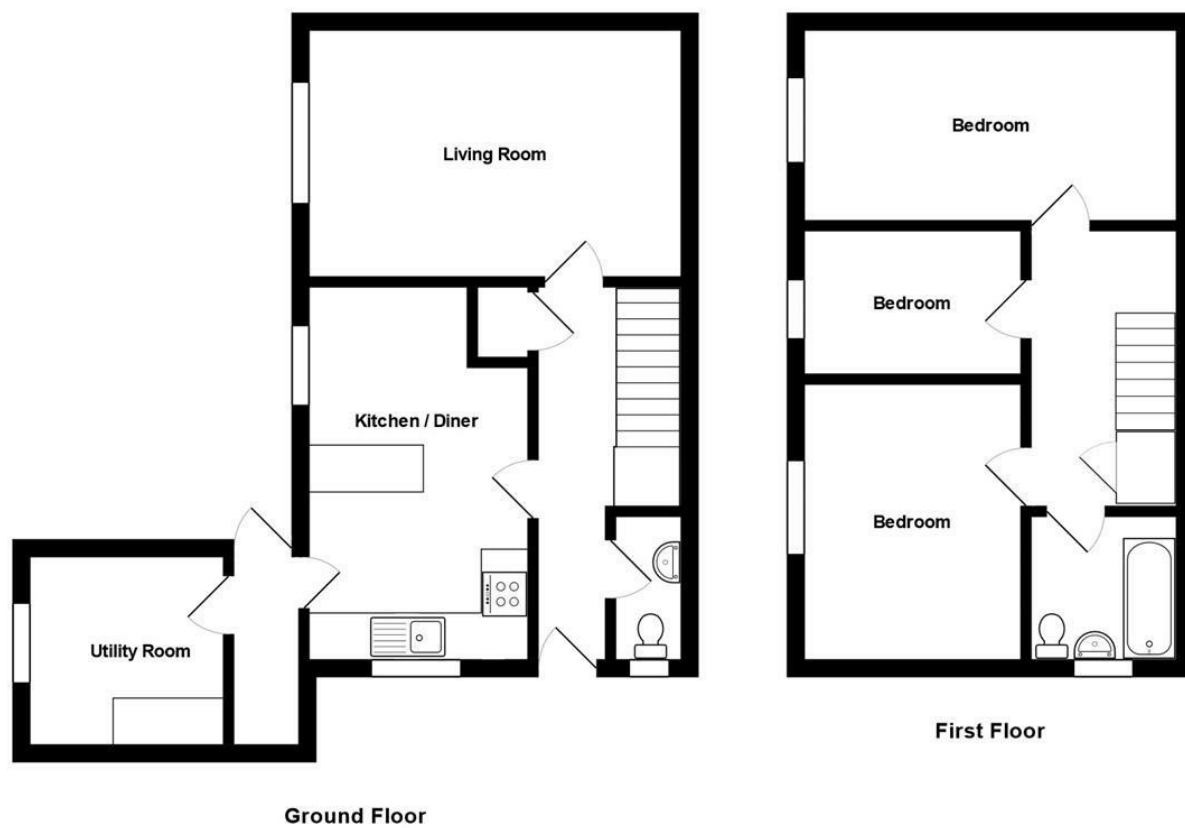 Living Room
Kitchen / Diner
Utility Room
Ground Floor
Bedroom
Bedroom
Bedroom
First Floor